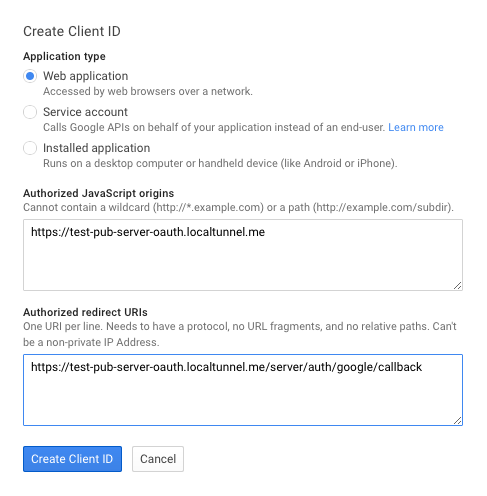 Create Client ID
Application type
Web application
Accessed by web browsers over a network.
Service account
Calls Google APIs on behalf of your application instead of an end-user. Learn more
Installed application
Runs on a desktop computer or handheld device (like Android or iPhone).
Authorized JavaScript origins
Cannot contain a wildcard (http://*.example.com) or a path (http://example.com/subdir).
https://test-pub-server-oauth.localtunnel.me
Authorized redirect URIs
One URI per line. Needs to have a protocol, no URL fragments, and no relative paths. Can't
be a non-private IP Address.
https://test-pub-server-oauth.localtunnel.me/server/auth/google/callback
Create Client ID Cancel